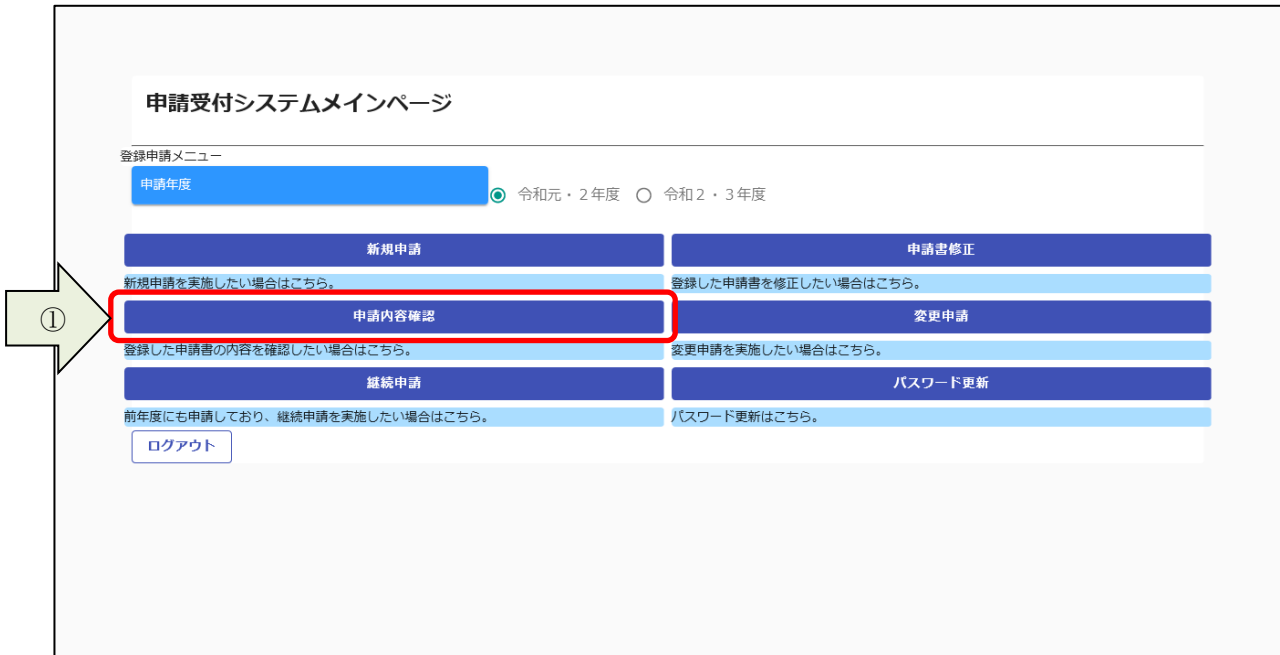 申請受付システムメインページ
登録申請メニュー
申請年度
令和元・２年度 令和２・３年度
新規申請 申請書修正
新規申請を実施したい場合はこちら。 登録した申請書を修正したい場合はこちら。
①
申請内容確認 変更申請
登録した申請書の内容を確認したい場合はこちら。 変更申請を実施したい場合はこちら。
継続申請 パスワード更新
前年度にも申請しており、継続申請を実施したい場合はこちら。 パスワード更新はこちら。
ログアウト